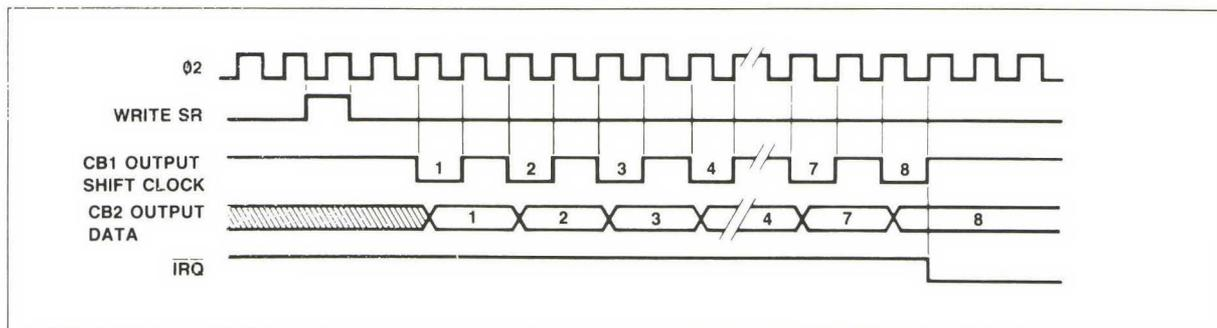 Φ2
WRITE SR
CB1 OUTPUT
SHIFT CLOCK
1 2 3 4 7 8
CB2 OUTPUT
DATA
1 2 3 4 7 8
IRQ